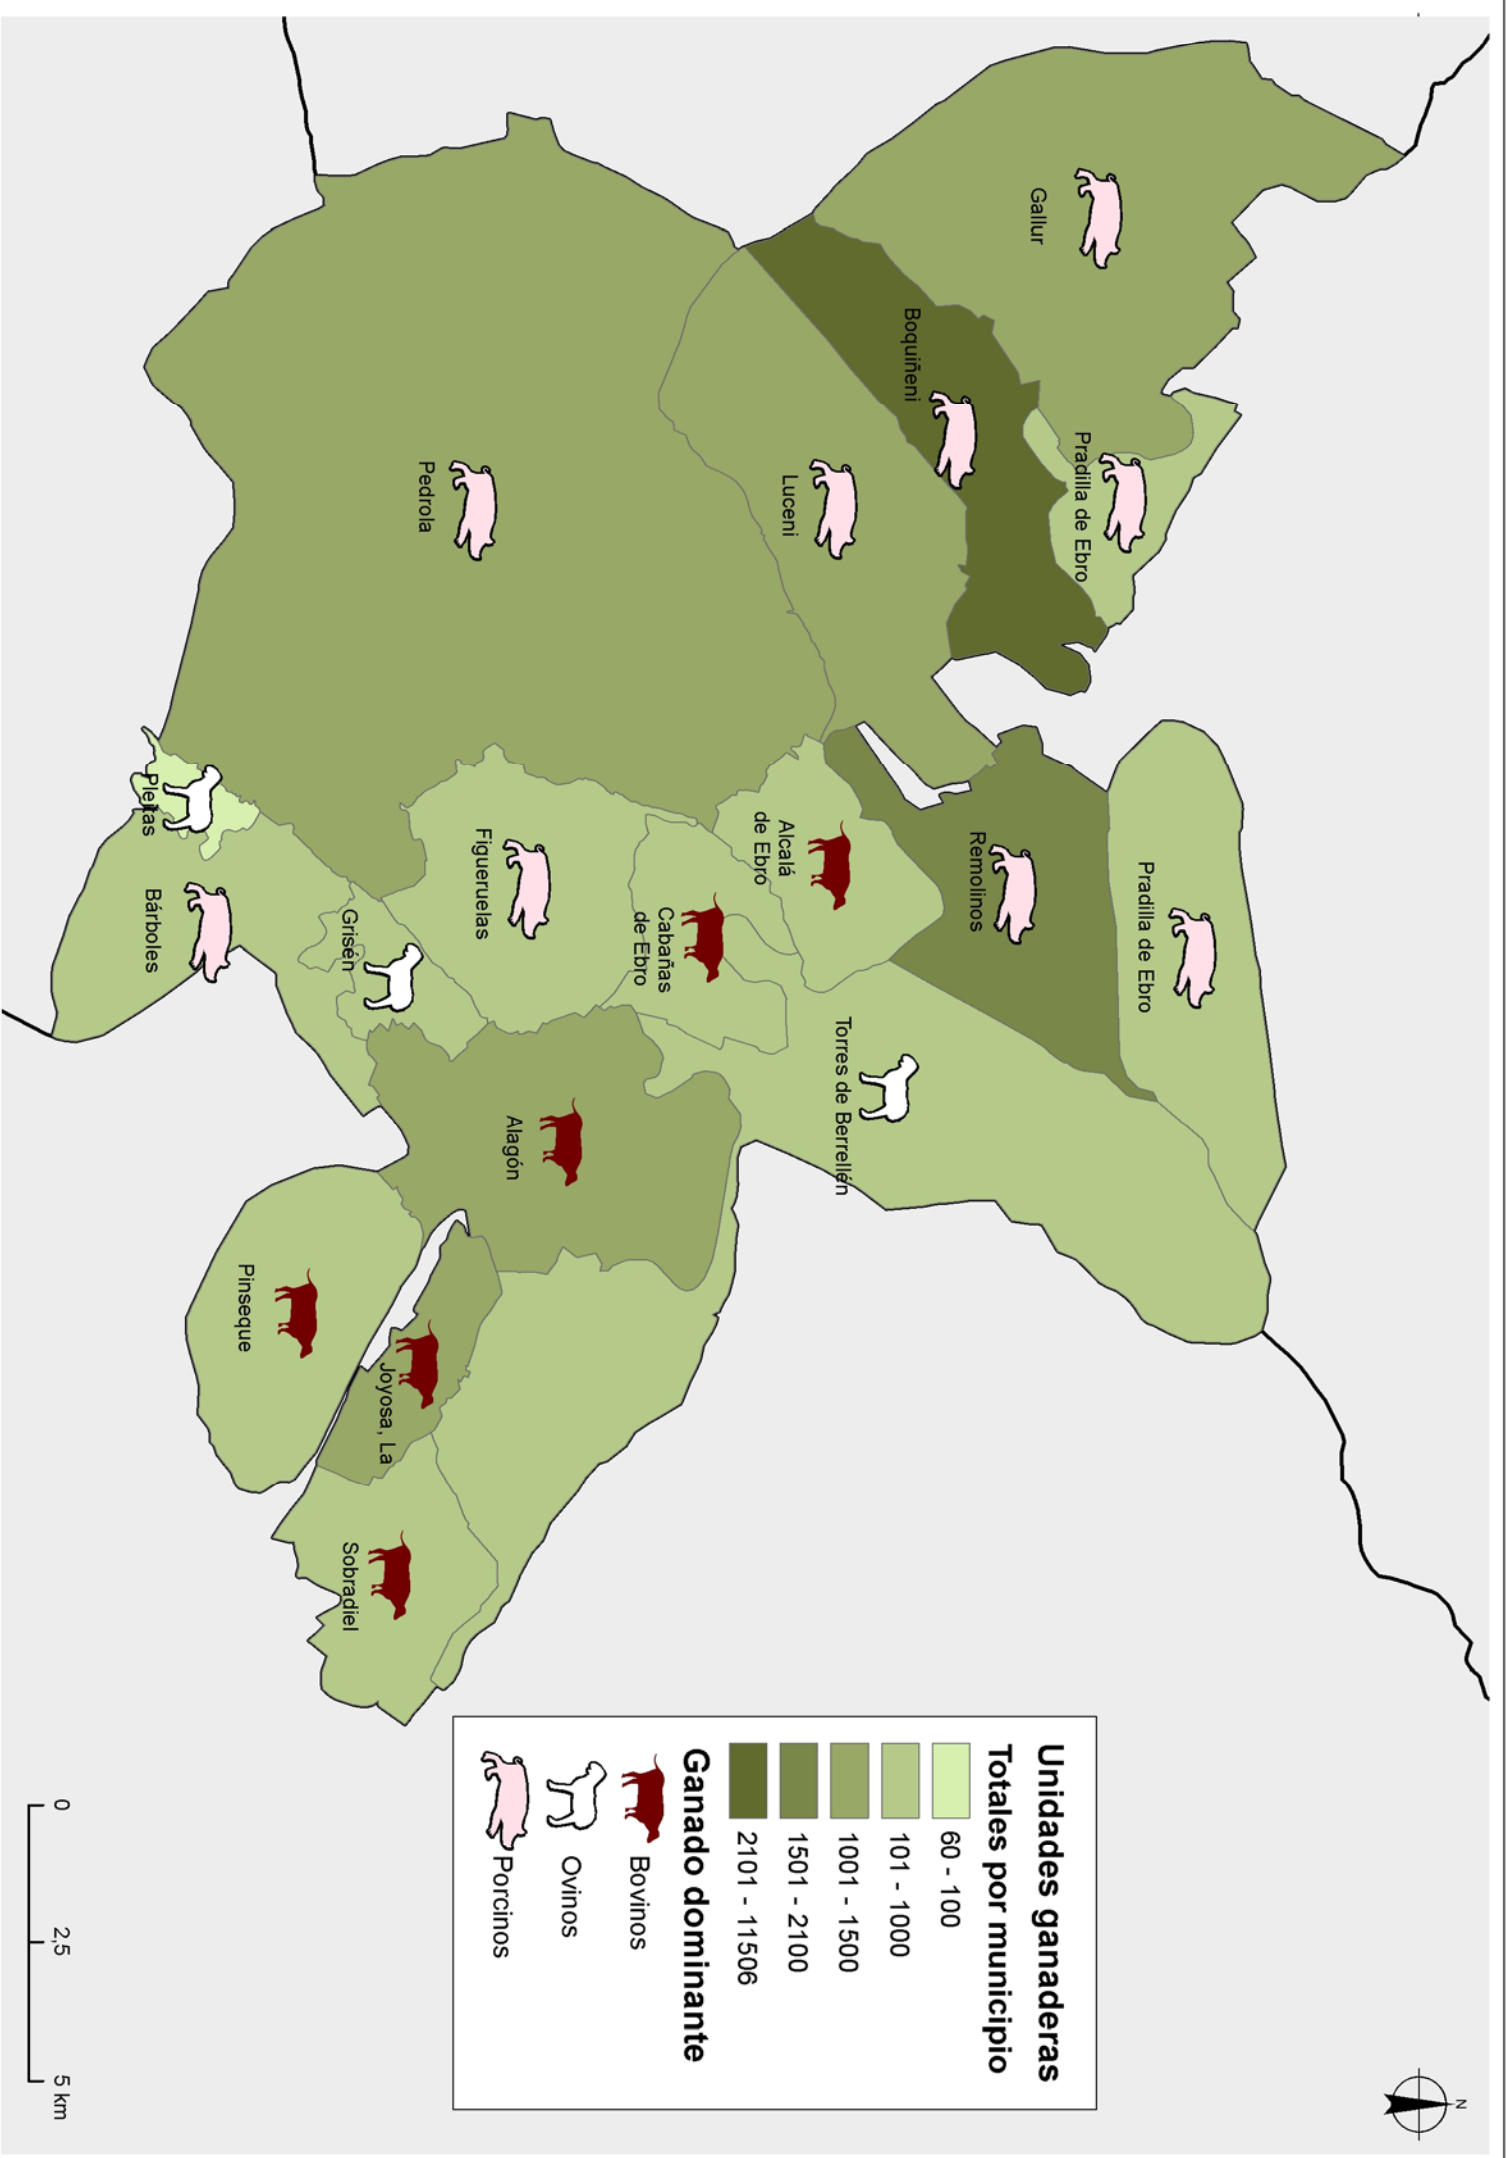 N
Gallur
Pradilla de Ebro
Boquiñeni
Luceni
Pedrola
Pradilla de Ebro
Remolinos
Alcalá
de Ebro
Cabañas
de Ebro
Figueruelas
Torres de Berrellén
Grisén
Pleitas
Bárboles
Alagón
Pinseque
Joyosa, La
Sobradiel
Unidades ganaderas
Totales por municipio
60 - 100
101 - 1000
1001 - 1500
1501 - 2100
2101 - 11506
Ganado dominante
Bovinos
Ovinos
Porcinos
0 2,5 5 km